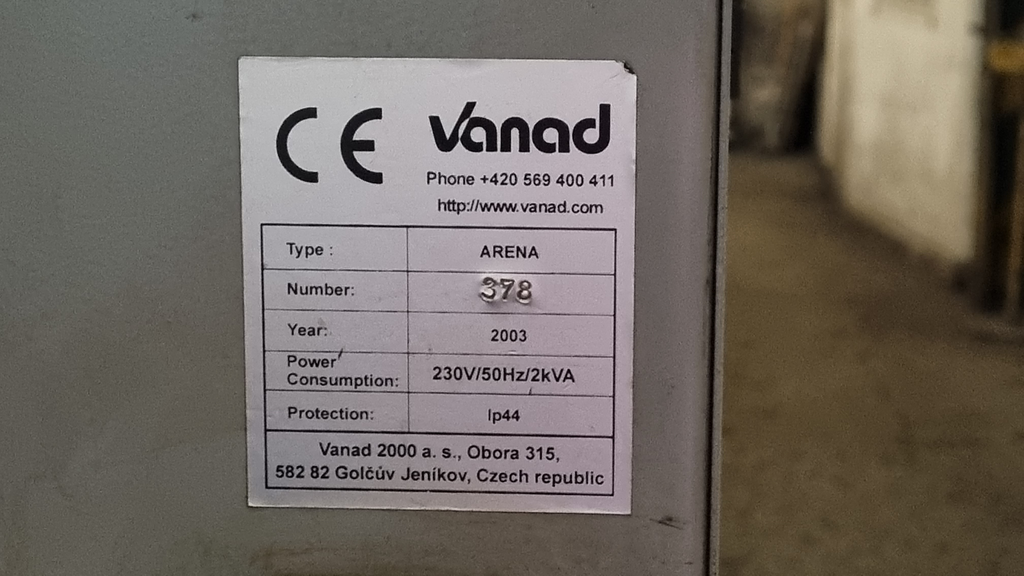 CE Vanad
Phone +420 569 400 411
http://www.vanad.com
Type : ARENA
Number: 378
Year: 2003
Power
Consumption: 230V/50Hz/2kVA
Protection: Ip44
Vanad 2000 a. s., Obora 315,
582 82 Golčův Jeníkov, Czech republic